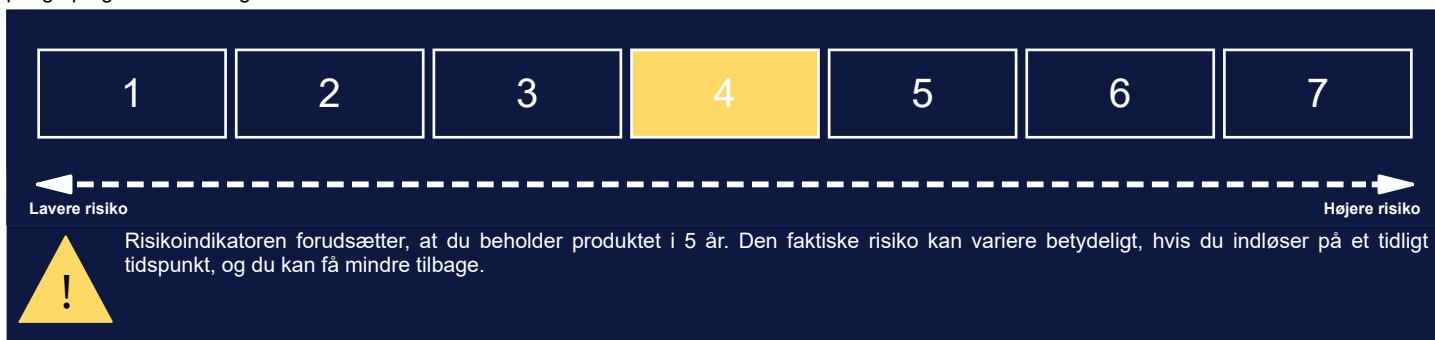 1 2 3 4 5 6 7
Lavere risiko Højere risiko
Risikoindikatoren forudsætter, at du beholder produktet i 5 år. Den faktiske risiko kan variere betydeligt, hvis du indløser på et tidligt
tidspunkt, og du kan få mindre tilbage.
!